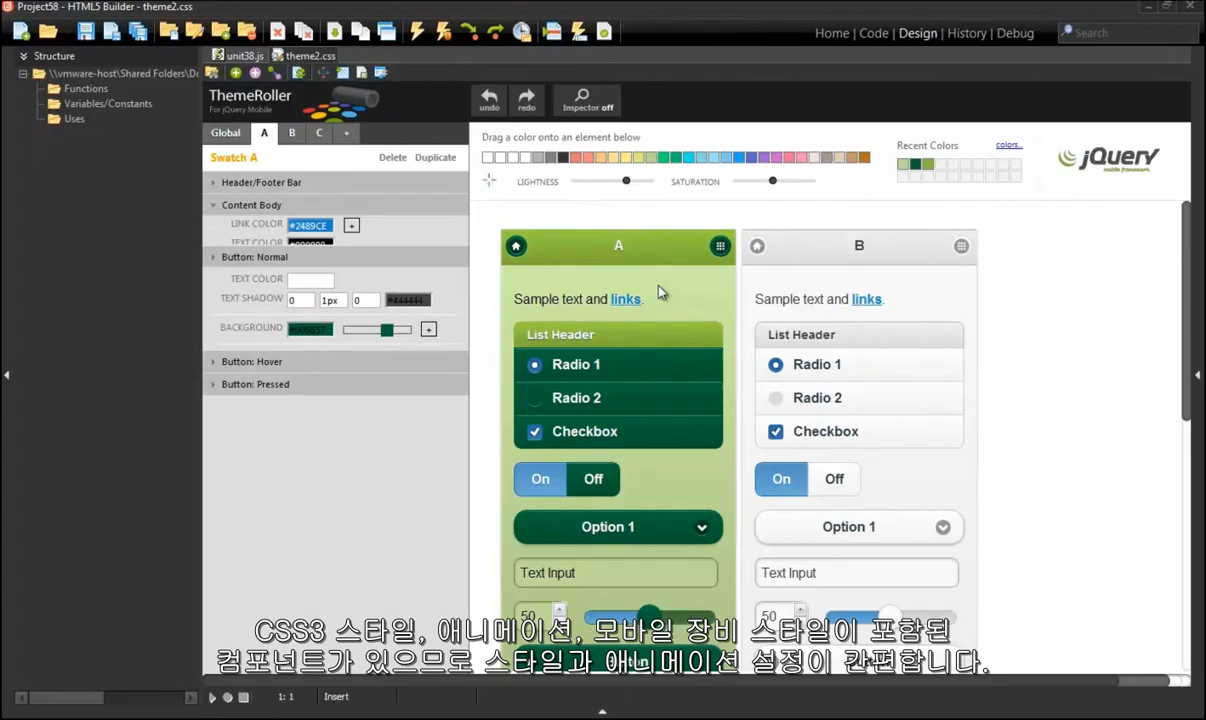 Project58 - HTML5 Builder - theme2.css
Home | Code | Design | History | Debug
Search
Structure
unit38.js
theme2.css
\\vmware-host\Shared Folders\Dc
Functions
Variables/Constants
Uses
ThemeRoller
For jQuery Mobile
undo
redo
Inspector off
Global
A
B
C
+
Drag a color onto an element below
Recent Colors
colors...
jQuery
mobile framework.
LIGHTNESS
SATURATION
Swatch A
Delete
Duplicate
Header/Footer Bar
Content Body
LINK COLOR
#2489CE
+
TEXT COLOR
Button: Normal
TEXT COLOR
TEXT SHADOW
0
1px
0
#444444
BACKGROUND
+
Button: Hover
Button: Pressed
A
Sample text and links.
List Header
Radio 1
Radio 2
Checkbox
On
Off
Option 1
Text Input
50
B
Sample text and links.
List Header
Radio 1
Radio 2
Checkbox
On
Off
Option 1
Text Input
50
CSS3 스타일, 애니메이션, 모바일 장비 스타일이 포함된
컴포넌트가 있으므로 스타일과 애니메이션 설정이 간편합니다.
1: 1
Insert